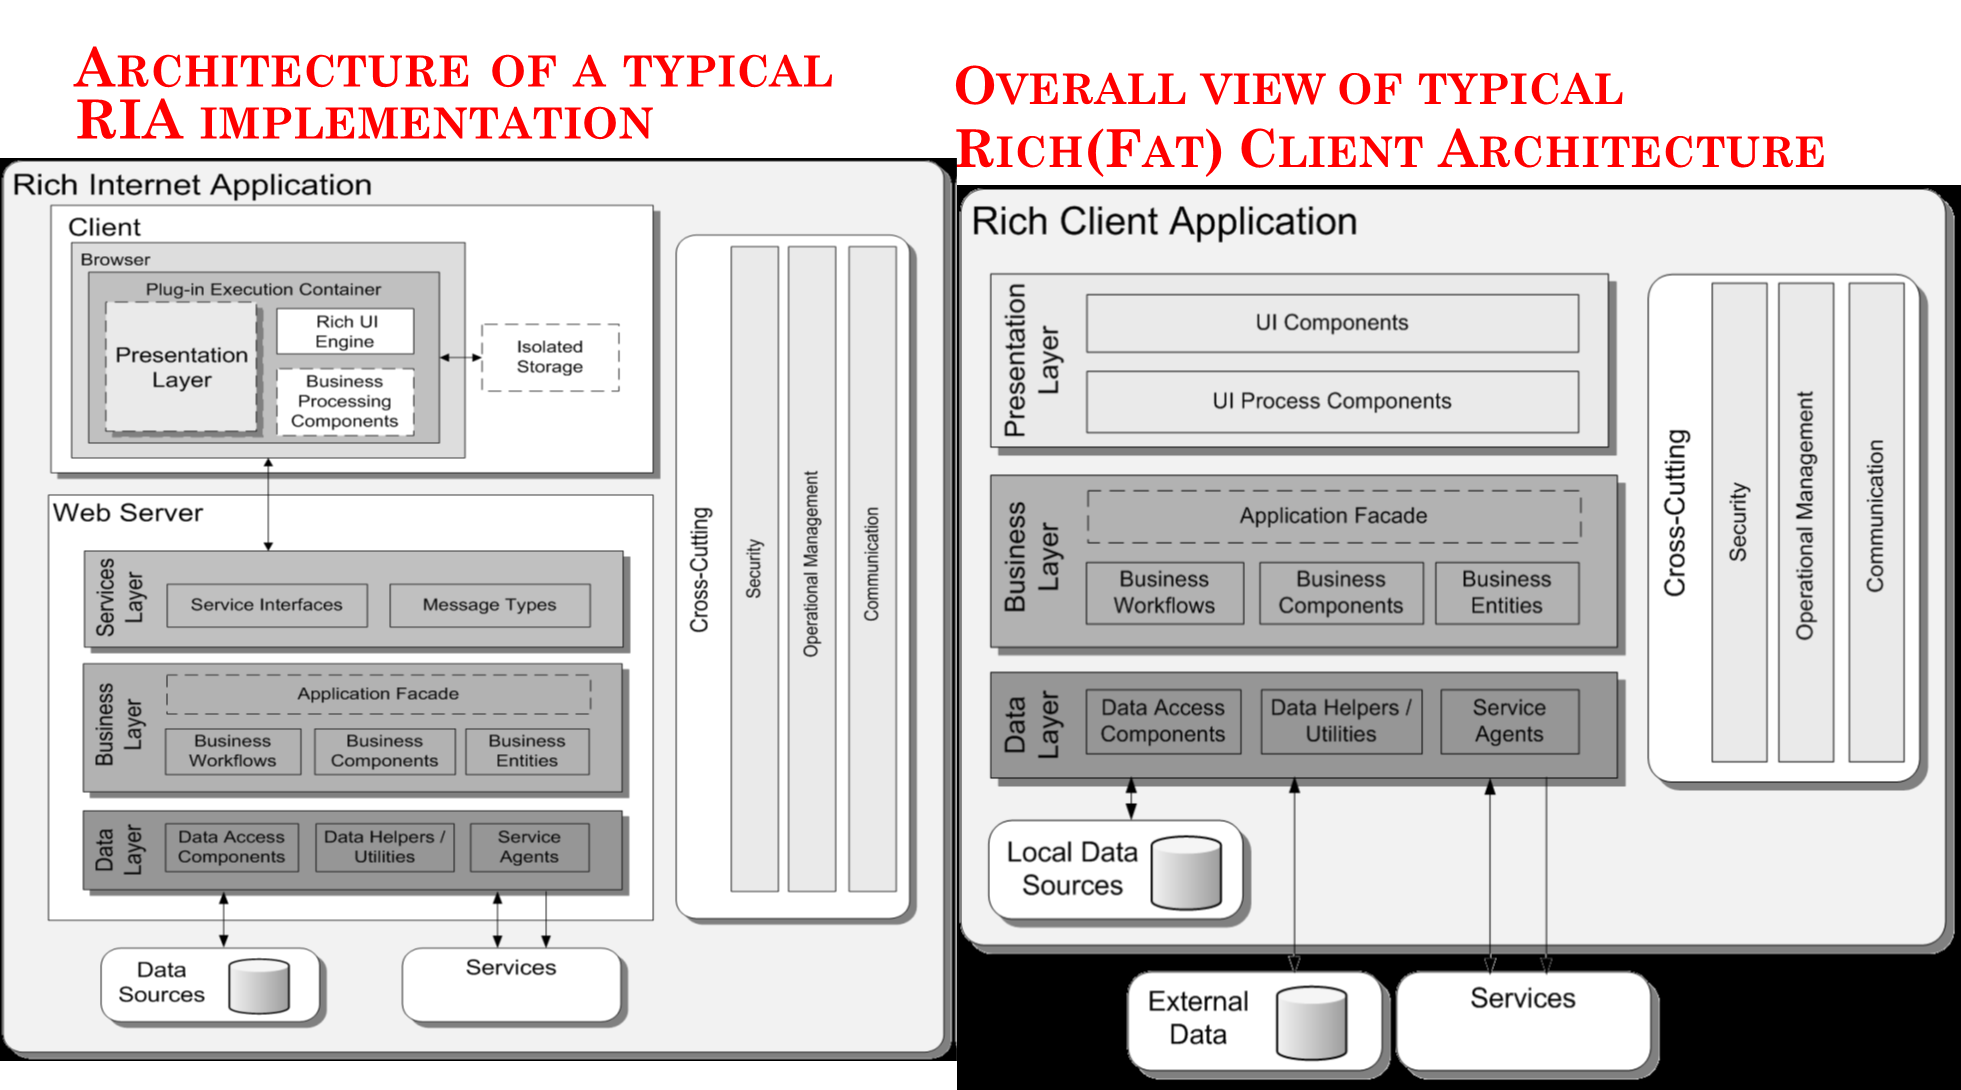 ARCHITECTURE OF A TYPICAL
RIA IMPLEMENTATION
Rich Internet Application
Client
Browser
Plug-in Execution Container
Presentation
Layer
Rich UI
Engine
Business
Processing
Components
Isolated
Storage
Web Server
Services
Layer
Service Interfaces
Message Types
Business
Layer
Application Facade
Business
Workflows
Business
Components
Business
Entities
Data
Layer
Data Access
Components
Data Helpers /
Utilities
Service
Agents
Data
Sources
Services
Cross-Cutting
Security
Operational Management
Communication
OVERALL VIEW OF TYPICAL
RICH(FAT) CLIENT ARCHITECTURE
Rich Client Application
Presentation
Layer
UI Components
UI Process Components
Business
Layer
Application Facade
Business
Workflows
Business
Components
Business
Entities
Data
Layer
Data Access
Components
Data Helpers /
Utilities
Service
Agents
Local Data
Sources
External
Data
Services
Cross-Cutting
Security
Operational Management
Communication